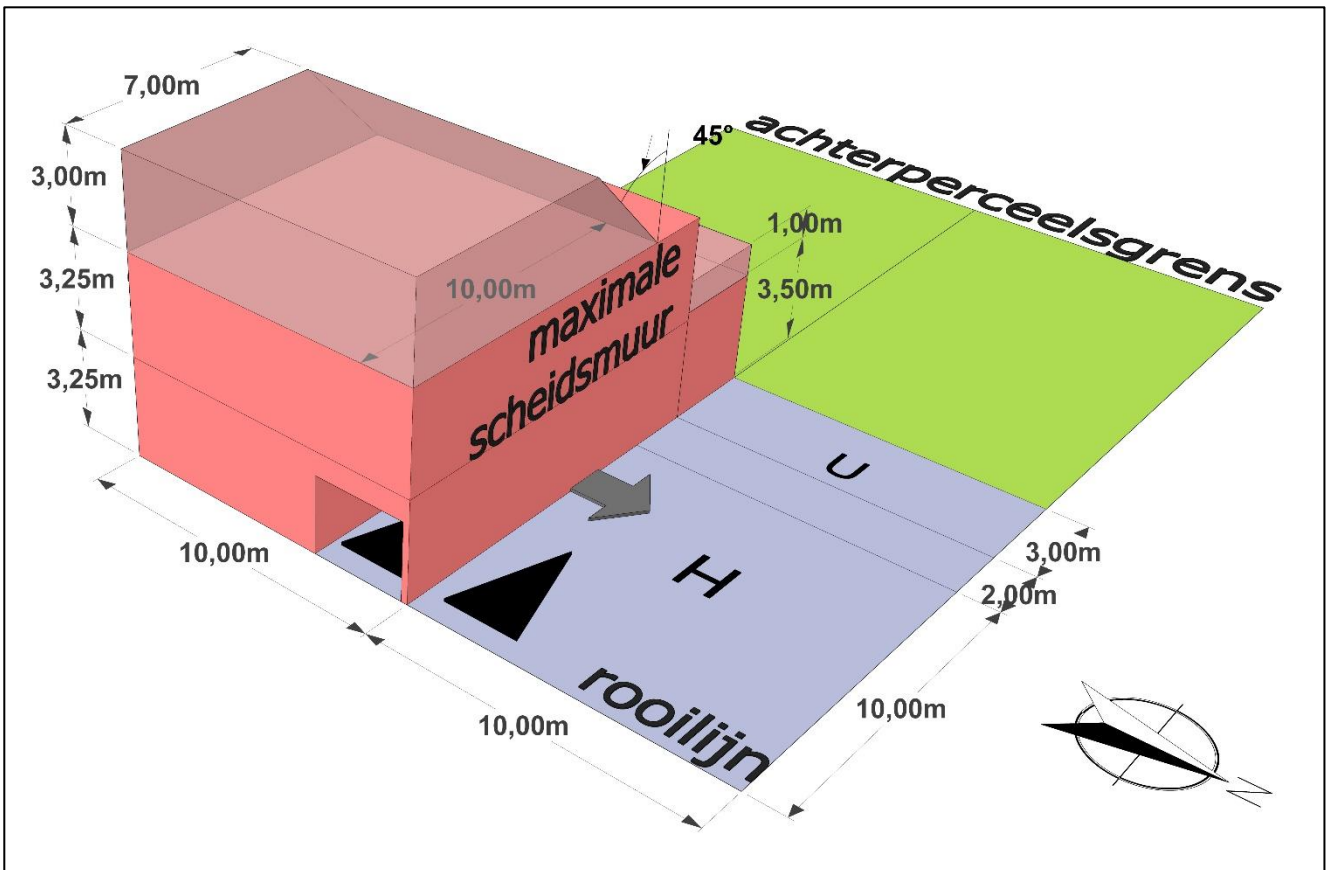 7,00m
45°
achterperceelsgrens
3,00m
1,00m
3,25m
10,00m
3,50m
maximale
scheidsmuur
3,25m
U
10,00m
H
3,00m
2,00m
rooilijn
10,00m
10,00m
N